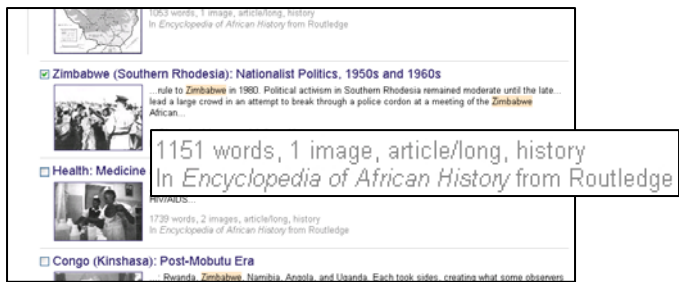 1053 words, 1 image, article/long, history
In Encyclopedia of African History from Routledge
Zimbabwe (Southern Rhodesia): Nationalist Politics, 1950s and 1960s
...rule to Zimbabwe in 1980. Political activism in Southern Rhodesia remained moderate until the late...
lead a large crowd in an attempt to break through a police cordon at a meeting of the Zimbabwe
African...
1151 words, 1 image, article/long, history
In Encyclopedia of African History from Routledge
Health: Medicine
HIV/AIDS...
1739 words, 2 images, article/long, history
In Encyclopedia of African History from Routledge
Congo (Kinshasa): Post-Mobutu Era
...: Rwanda, Zimbabwe, Namibia, Angola, and Uganda. Each took sides, creating what some observers